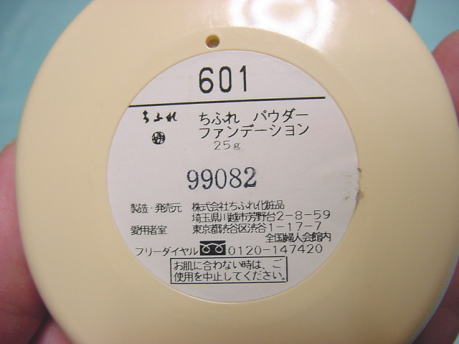 601
ちふれ
ちふれ パウダー
ファンデーション
25g
99082
製造・発売元 株式会社ちふれ化粧品
埼玉県川越市芳野台2-8-59
愛用者室 東京都渋谷区渋谷1-17-7
全国婦人会館内
フリーダイヤル 0120-147420
お肌に合わない時は、ご
使用を中止してください。